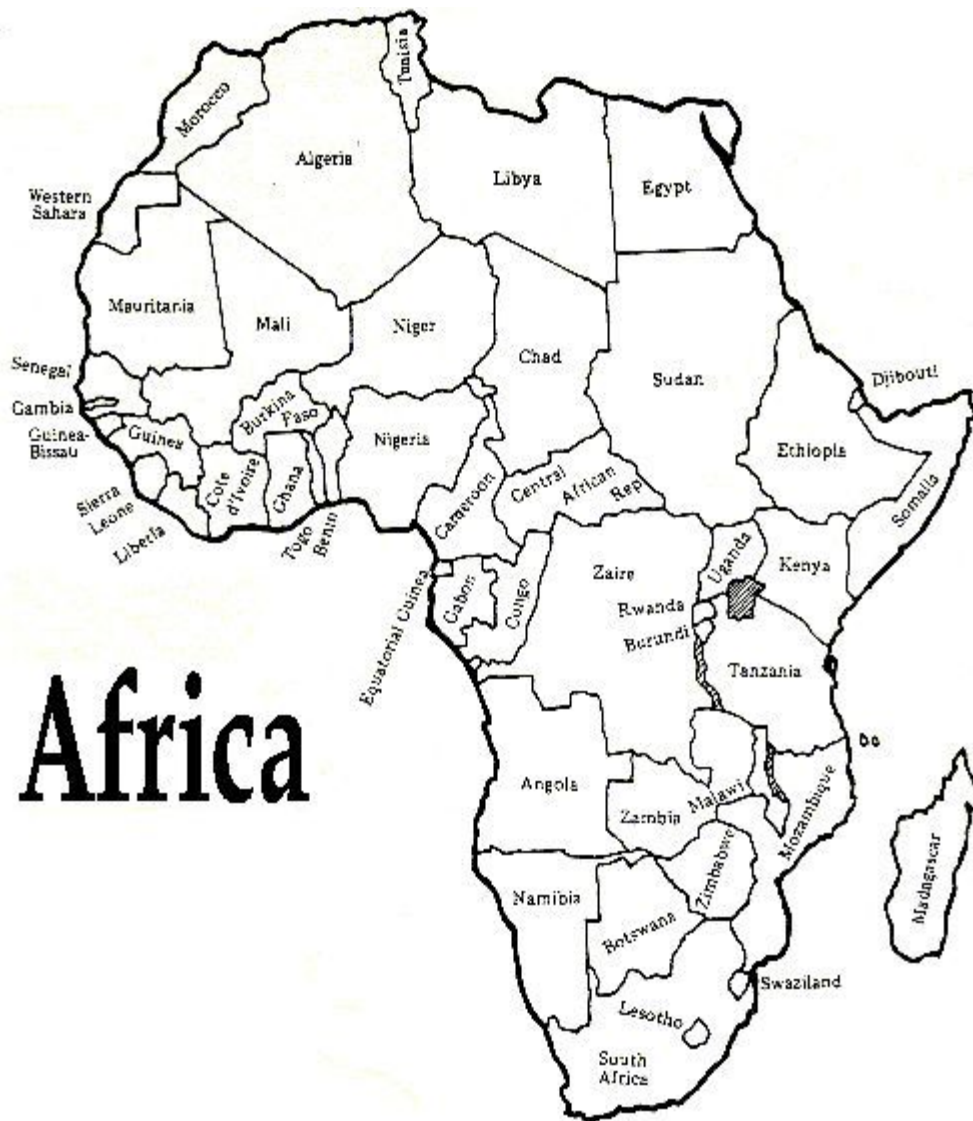 Tunisia
Morocco
Algeria
Libya
Egypt
Western
Sahara
Mauritania
Mali
Niger
Chad
Sudan
Senegal
Gambia
Guinea-
Bissau
Guinea
Burkina
Faso
Nigeria
Djibouti
Ethiopia
Somalia
Sierra
Leone
Liberia
Cote
d'Ivoire
Ghana
Togo
Benin
Cameroon
Central
African
Rep
Equatorial Guinea
Gabon
Congo
Zaire
Uganda
Kenya
Rwanda
Burundi
Tanzania
Africa
Angola
Zambia
Malawi
Mozambique
Madagascar
Namibia
Botswana
Zimbabwe
Swaziland
Lesotho
South
Africa